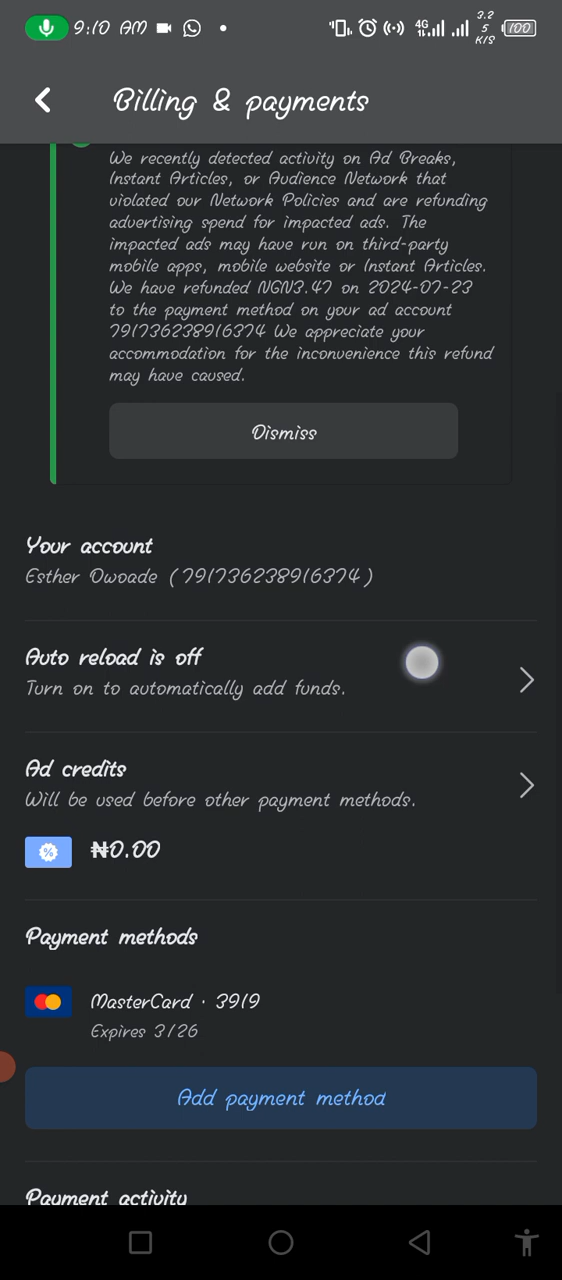 9:10 AM
4G
3.2
5
K/S
100
Billing & payments
We recently detected activity on Ad Breaks,
Instant Articles, or Audience Network that
violated our Network Policies and are refunding
advertising spend for impacted ads. The
impacted ads may have run on third-party
mobile apps, mobile website or Instant Articles.
We have refunded NGN3.47 on 2024-07-23
to the payment method on your ad account
791736238916374 We appreciate your
accommodation for the inconvenience this refund
may have caused.
Dismiss
Your account
Esther Owoade (791736238916374)
Auto reload is off
Turn on to automatically add funds.
Ad credits
Will be used before other payment methods.
₦0.00
Payment methods
MasterCard · 3919
Expires 3/26
Add payment method
Payment activity